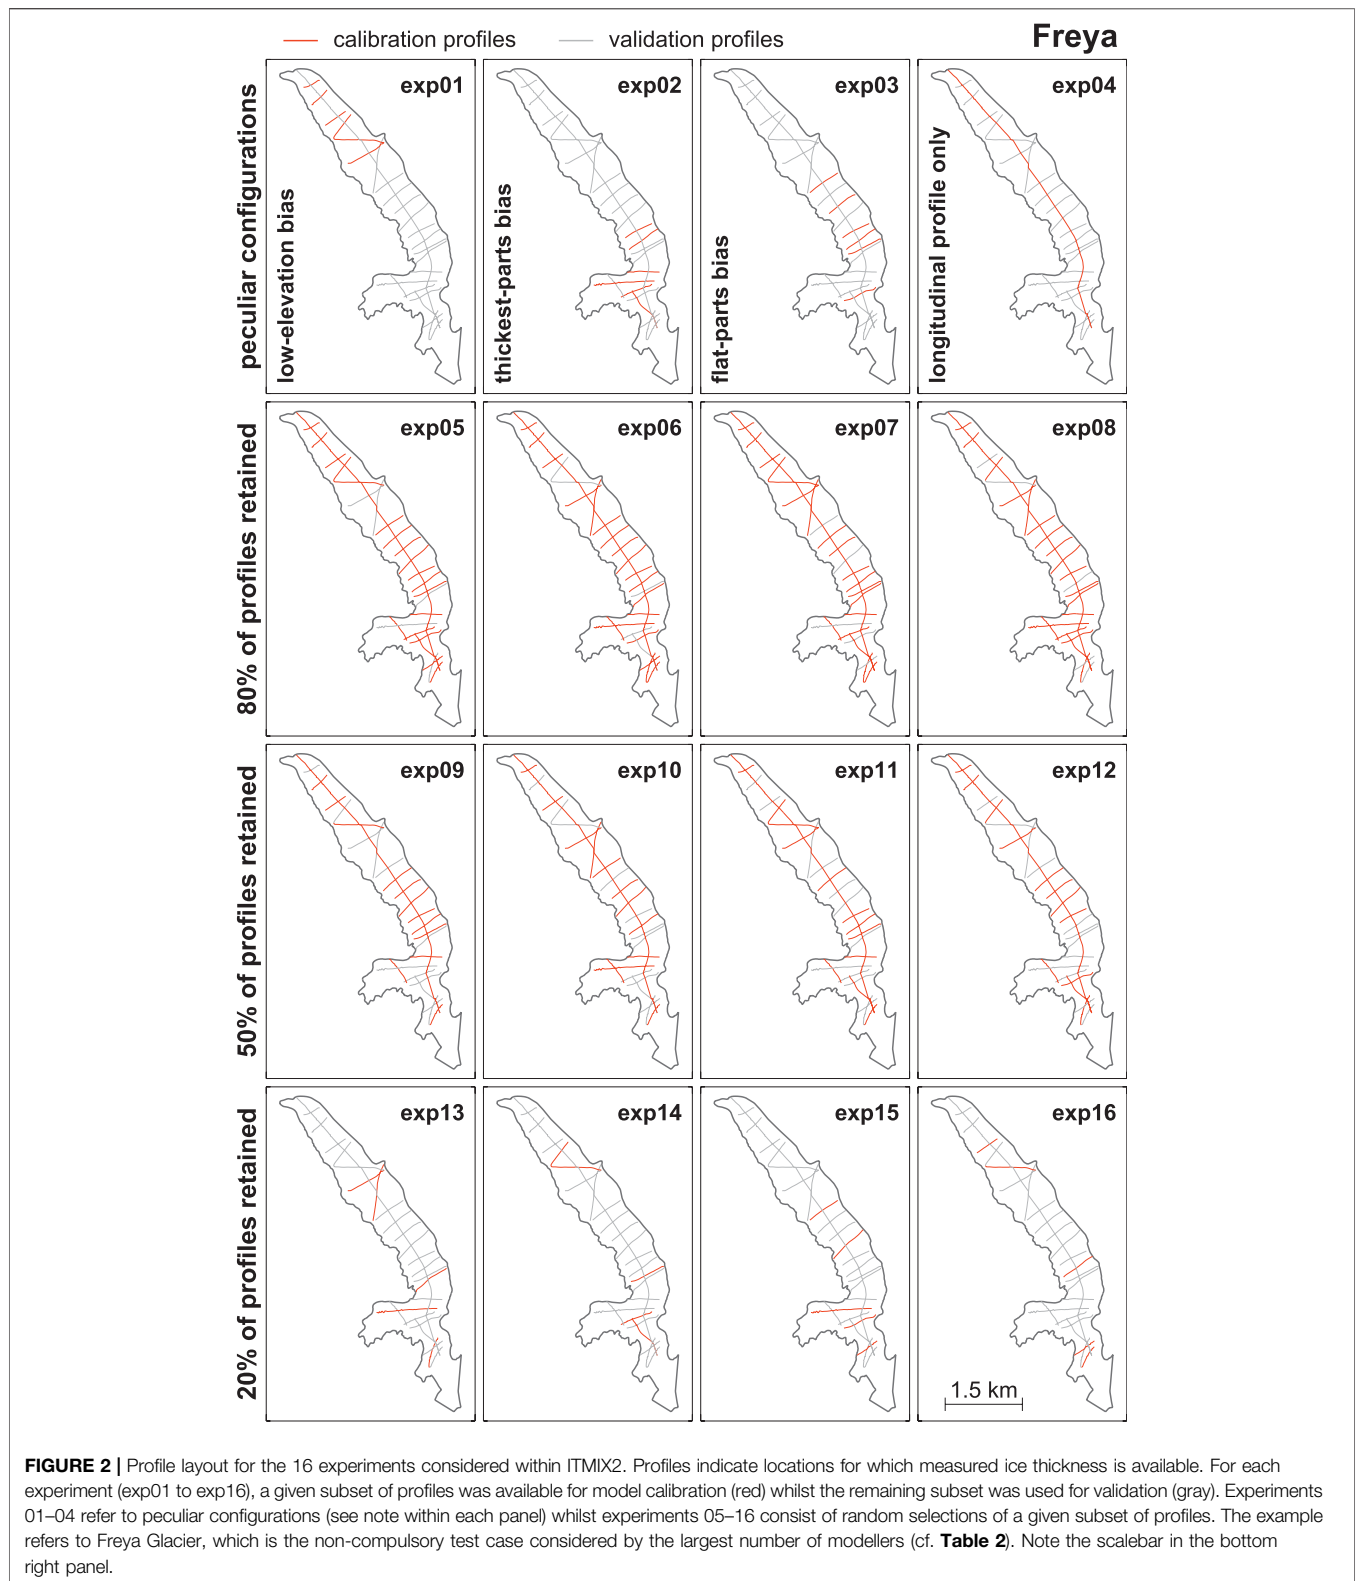 calibration profiles
validation profiles
Freya
peculiar configurations
exp01
low-elevation bias
exp02
thickest-parts bias
exp03
flat-parts bias
exp04
longitudinal profile only
80% of profiles retained
exp05
exp06
exp07
exp08
50% of profiles retained
exp09
exp10
exp11
exp12
20% of profiles retained
exp13
exp14
exp15
exp16
1.5 km
FIGURE 2 | Profile layout for the 16 experiments considered within ITMIX2. Profiles indicate locations for which measured ice thickness is available. For each
experiment (exp01 to exp16), a given subset of profiles was available for model calibration (red) whilst the remaining subset was used for validation (gray). Experiments
01–04 refer to peculiar configurations (see note within each panel) whilst experiments 05–16 consist of random selections of a given subset of profiles. The example
refers to Freya Glacier, which is the non-compulsory test case considered by the largest number of modellers (cf. Table 2). Note the scalebar in the bottom
right panel.